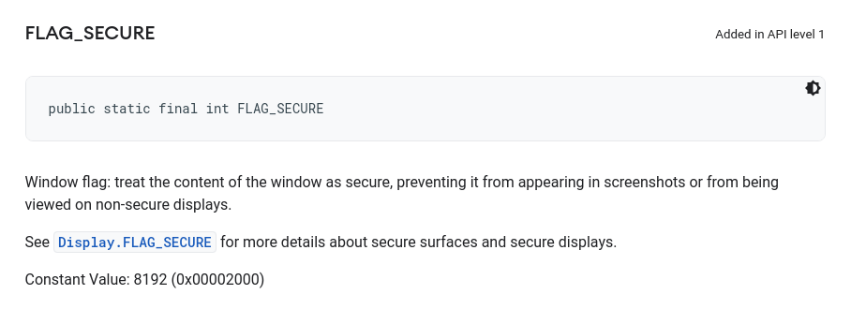 FLAG_SECURE
Added in API level 1
public static final int FLAG_SECURE
Window flag: treat the content of the window as secure, preventing it from appearing in screenshots or from being
viewed on non-secure displays.
See Display.FLAG_SECURE for more details about secure surfaces and secure displays.
Constant Value: 8192 (0x00002000)